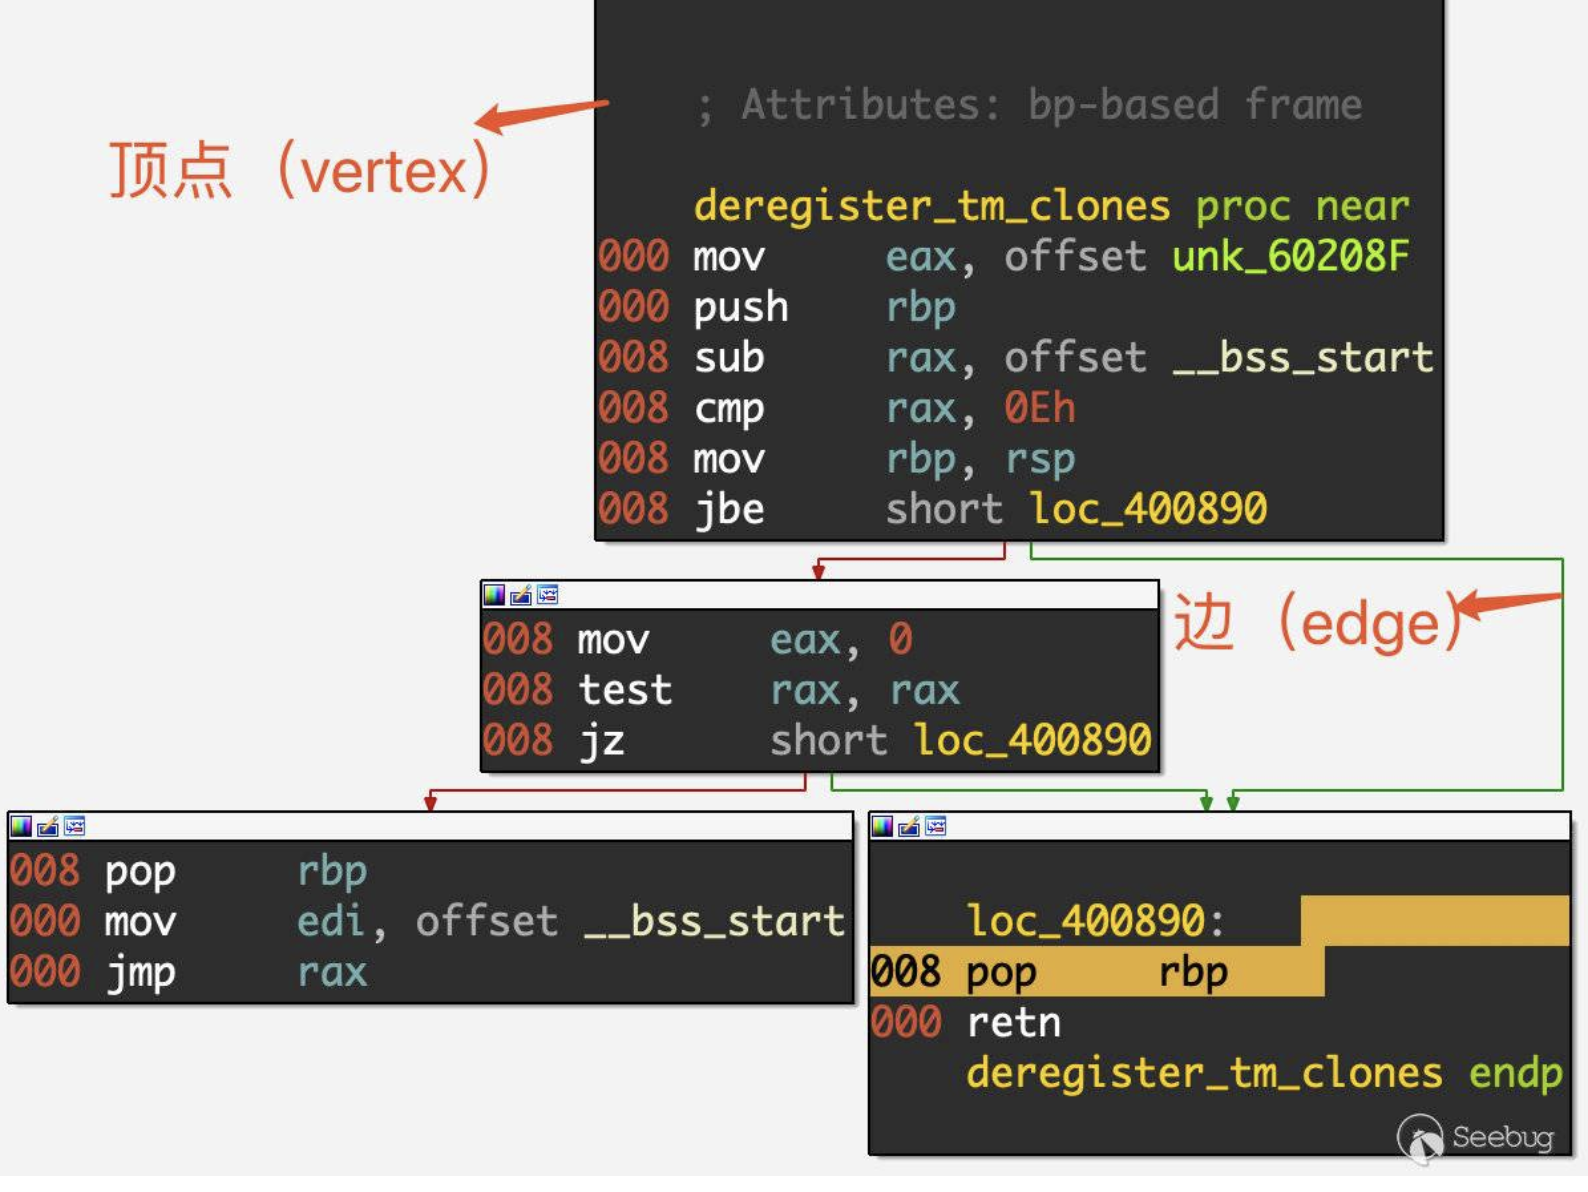 ; Attributes: bp-based frame
顶点（vertex）
deregister_tm_clones proc near
000 mov eax, offset unk_60208F
000 push rbp
008 sub rax, offset __bss_start
008 cmp rax, 0Eh
008 mov rbp, rsp
008 jbe short loc_400890
边（edge）
008 mov eax, 0
008 test rax, rax
008 jz short loc_400890
008 pop rbp
000 mov edi, offset __bss_start
000 jmp rax
loc_400890:
008 pop rbp
000 retn
deregister_tm_clones endp
Seebug